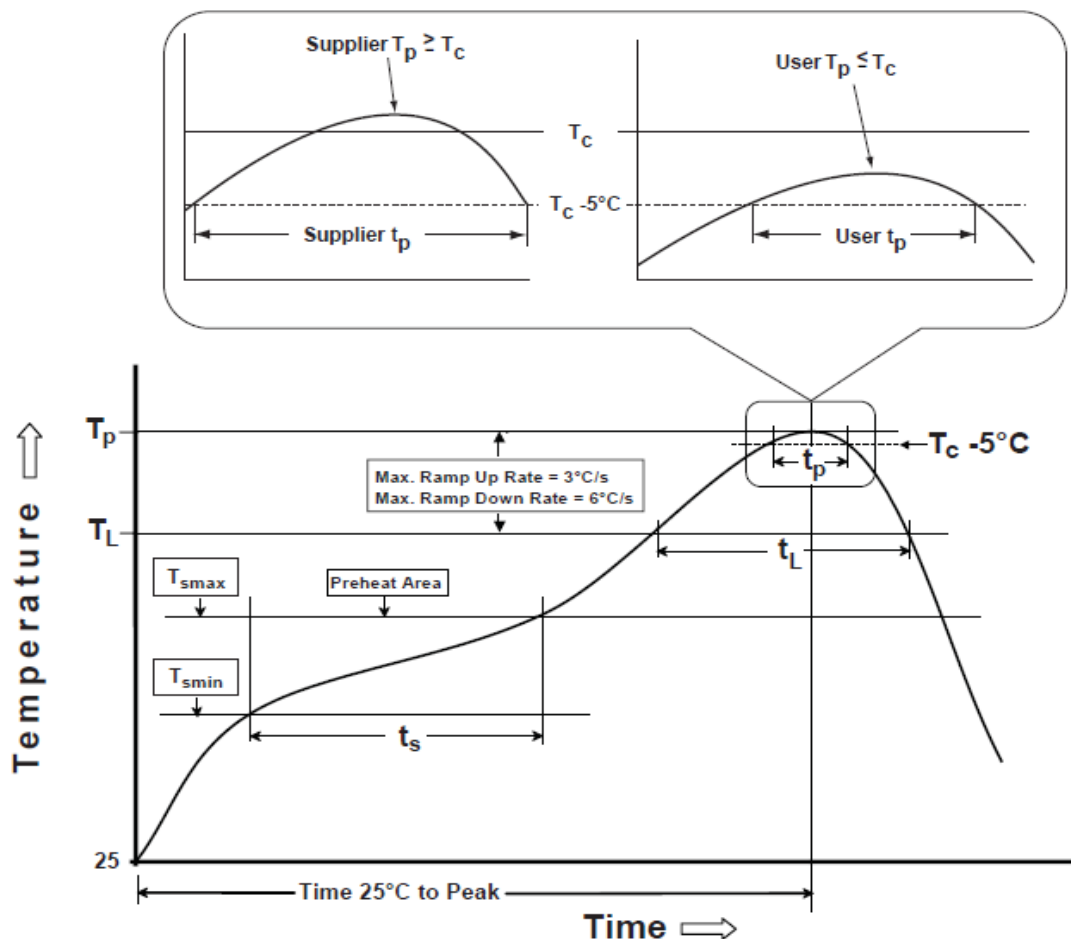 Supplier Tp ≥ Tc
User Tp ≤ Tc
Tc
Tc -5°C
Supplier tp
User tp
Tp
Tc -5°C
tp
Max. Ramp Up Rate = 3°C/s
Max. Ramp Down Rate = 6°C/s
TL
tL
Tsmax
Preheat Area
Tsmin
ts
25
Time 25°C to Peak
Time
Temperature